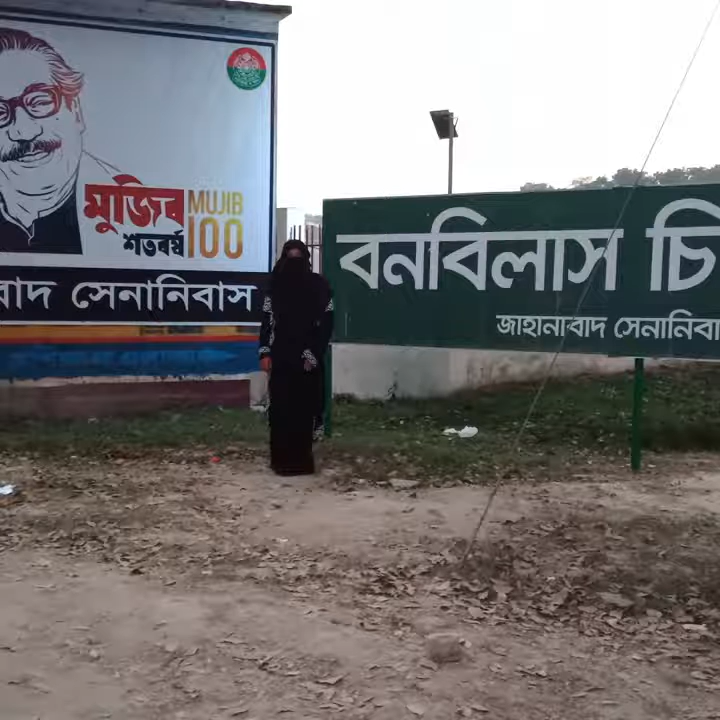 মুজিব
শতবর্ষ
MUJIB
100
বাদ সেনানিবাস
বনবিলাস চি
জাহানাবাদ সেনানিবা